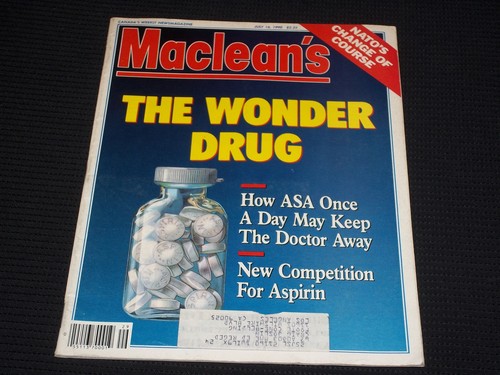 CANADA'S WEEKLY NEWSMAGAZINE
Maclean's
NATO'S
CHANGE OF
COURSE
THE WONDER
DRUG
How ASA Once
A Day May Keep
The Doctor Away
New Competition
For Aspirin